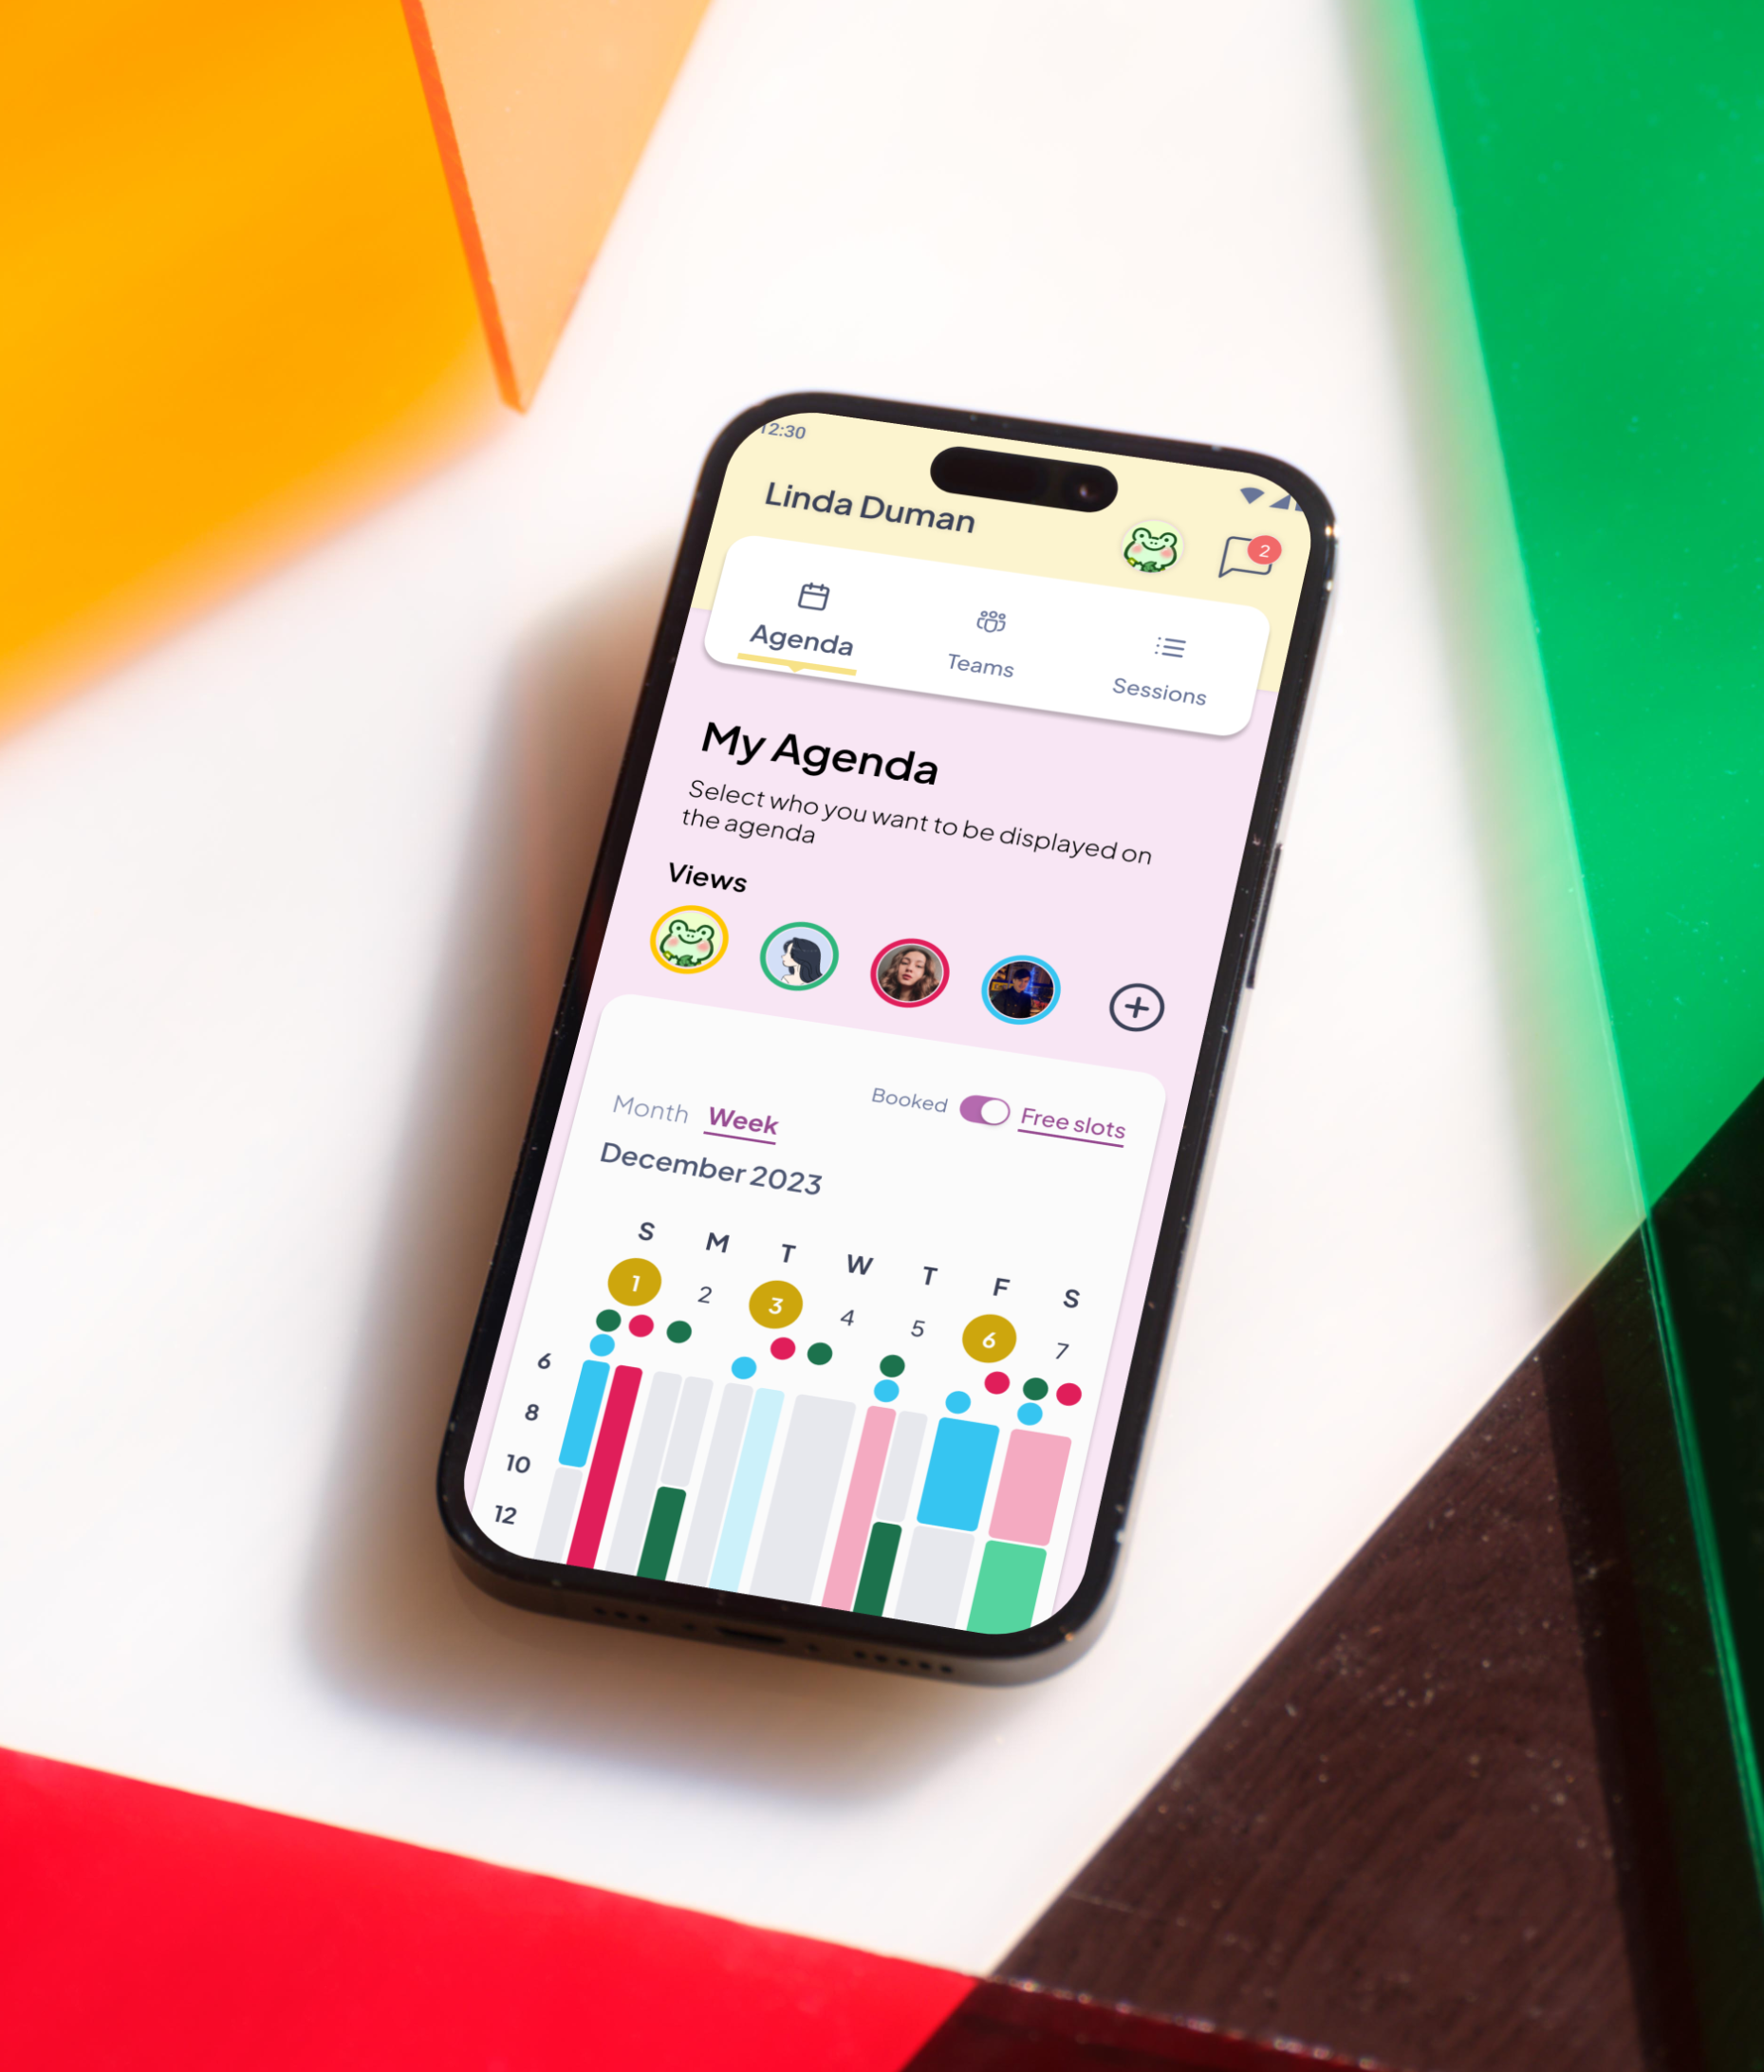 12:30
Linda Duman
2
Agenda
Teams
Sessions
My Agenda
Select who you want to be displayed on
the agenda
Views
Booked
Free slots
Month
Week
December 2023
S M T W T F S
1 2 3 4 5 6 7
6
8
10
12